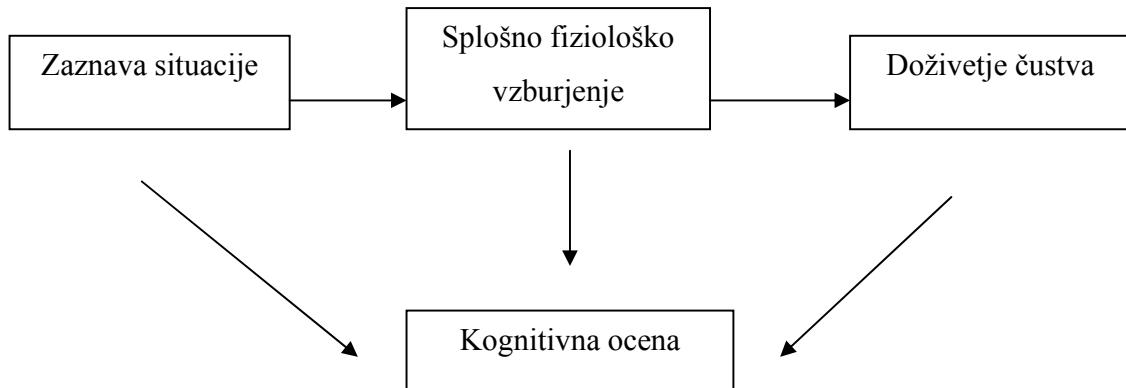 Zaznava situacije
Splošno fiziološko
vzburjenje
Doživetje čustva
Kognitivna ocena